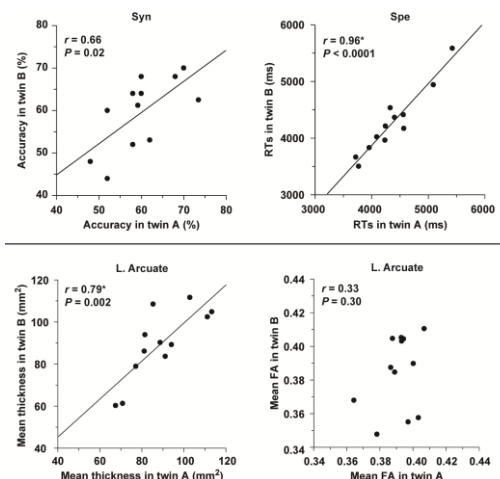 Syn
r = 0.66
P = 0.02
Accuracy in twin B (%)
80
70
60
50
40
40 50 60 70 80
Accuracy in twin A (%)
Spe
r = 0.96*
P < 0.0001
RTs in twin B (ms)
6000
5000
4000
3000
3000 4000 5000 6000
RTs in twin A (ms)
L. Arcuate
r = 0.79*
P = 0.002
Mean thickness in twin B (mm²)
120
100
80
60
40
40 60 80 100 120
Mean thickness in twin A (mm²)
L. Arcuate
r = 0.33
P = 0.30
Mean FA in twin B
0.44
0.42
0.40
0.38
0.36
0.34
0.34 0.36 0.38 0.40 0.42 0.44
Mean FA in twin A